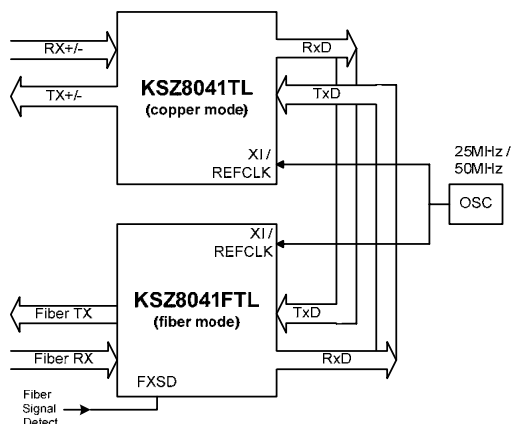 RX+/-
TX+/-
KSZ8041TL
(copper mode)
RxD
TxD
XI /
REFCLK
25MHz /
50MHz
OSC
XI /
REFCLK
KSZ8041FTL
(fiber mode)
Fiber TX
Fiber RX
TxD
RxD
FXSD
Fiber
Signal
Detect